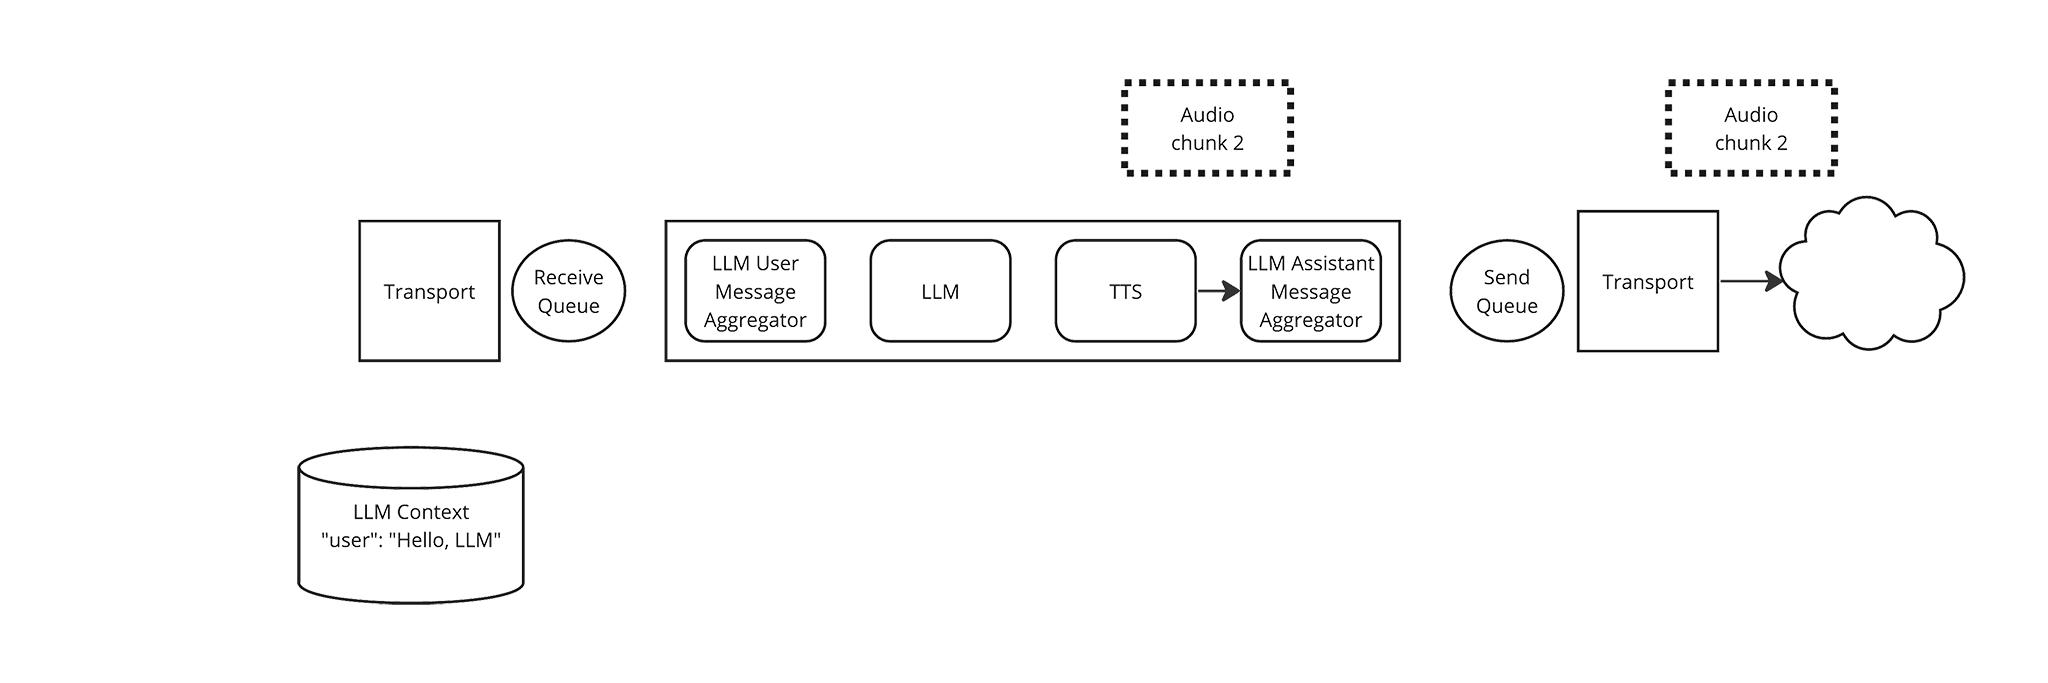 Audio
chunk 2
Audio
chunk 2
Transport
Receive
Queue
LLM User
Message
Aggregator
LLM
TTS
LLM Assistant
Message
Aggregator
Send
Queue
Transport
LLM Context
"user": "Hello, LLM"